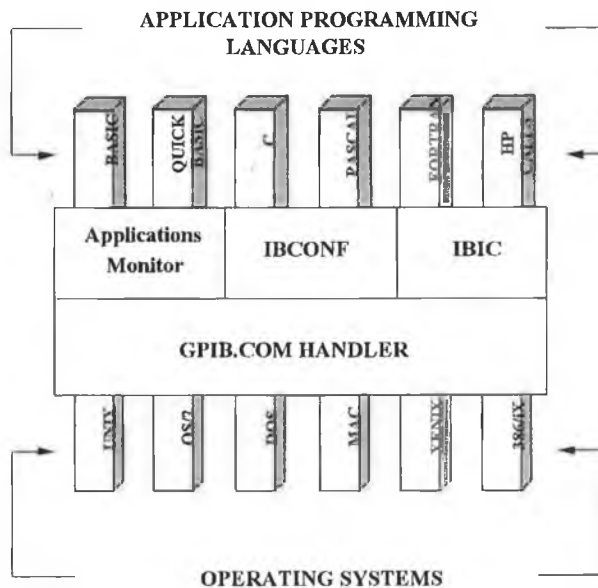 APPLICATION PROGRAMMING
LANGUAGES
BASIC
QUICK
BASIC
C
PASCAL
FORTRAN
HP
CALLS
Applications
Monitor
IBCONF
IBIC
GPIB.COM HANDLER
UNIX
OS/2
DOS
MAC
XENIX
386/IX
OPERATING SYSTEMS